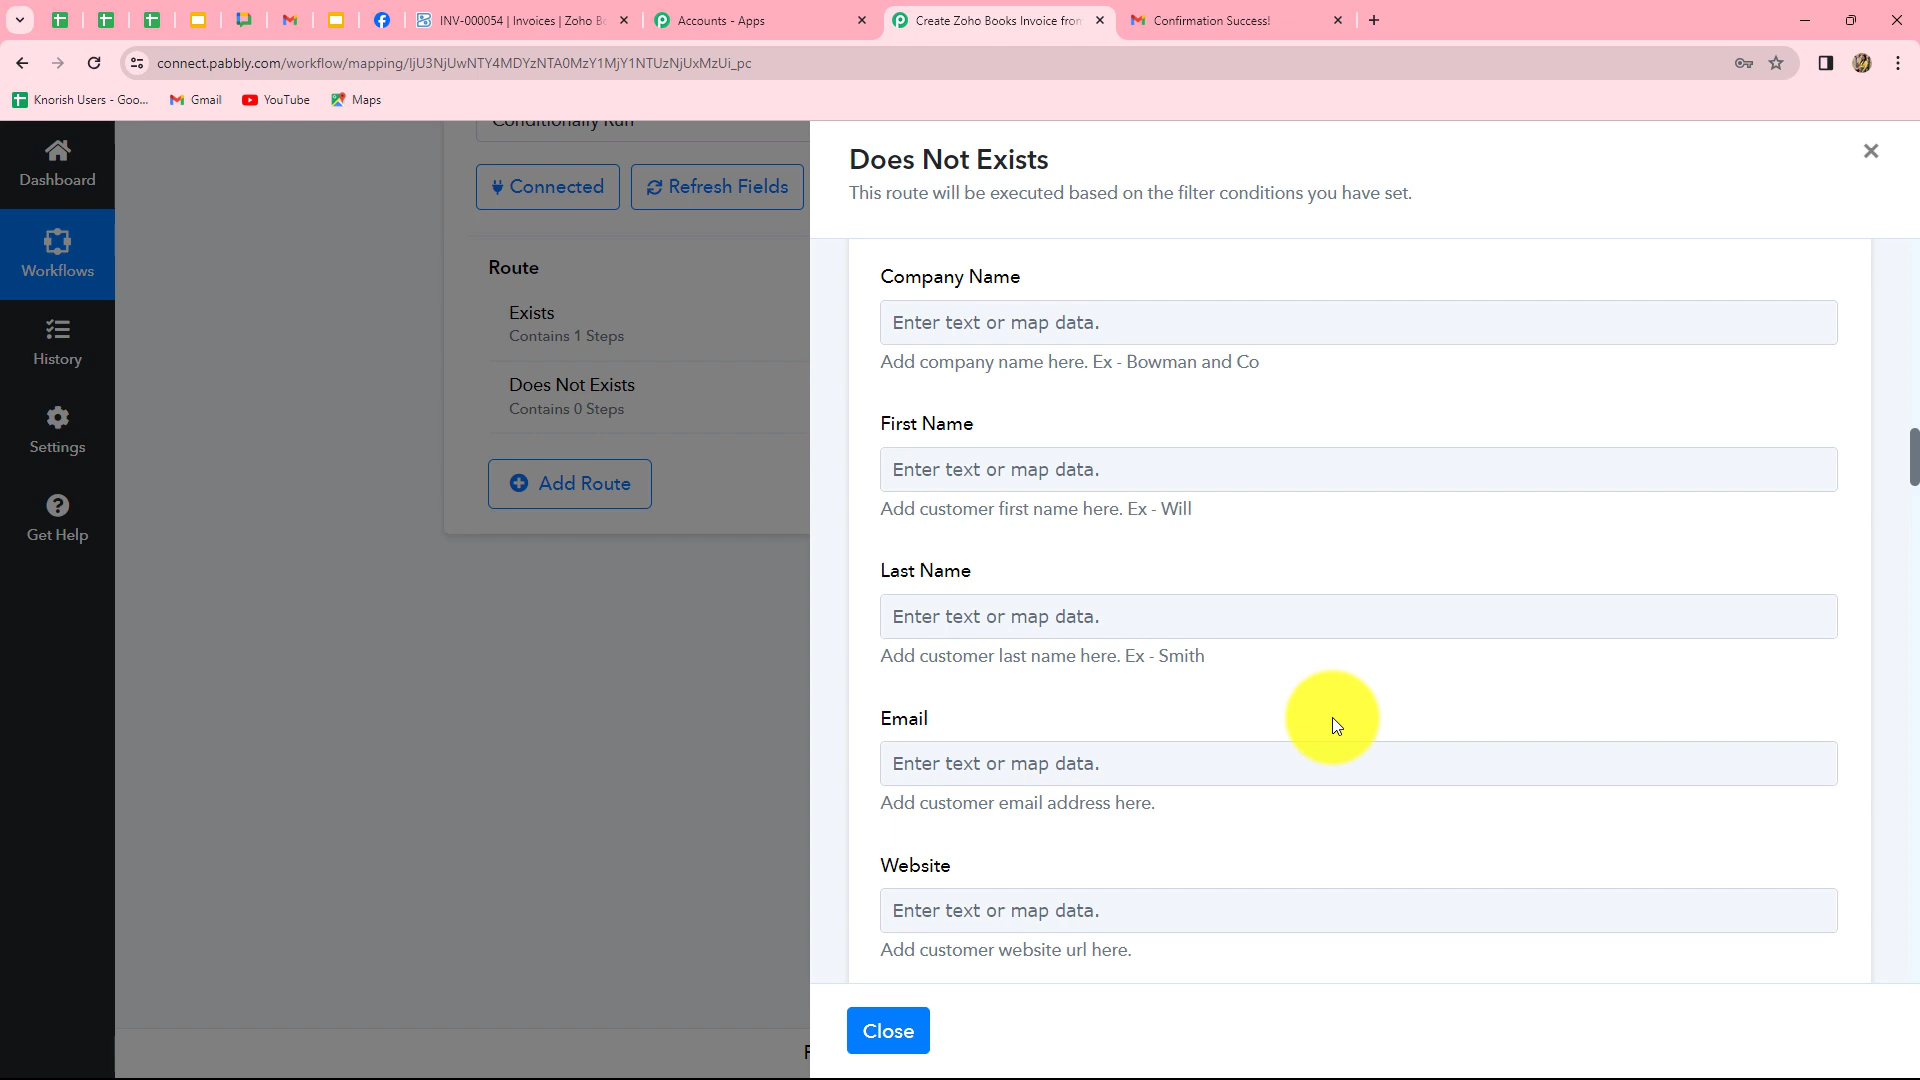 INV-000054 | Invoices | Zoho Bo
Accounts - Apps
Create Zoho Books Invoice from
Confirmation Success!
connect.pabbly.com/workflow/mapping/IjU3NjUwNTY4MDYzNTA0MzY1MjY1NTUzNjUxMzUi_pc
Knorish Users - Goo...
Gmail
YouTube
Maps
Dashboard
Workflows
History
Settings
Get Help
Conditionally Run
Connected
Refresh Fields
Route
Exists
Contains 1 Steps
Does Not Exists
Contains 0 Steps
Add Route
Does Not Exists
This route will be executed based on the filter conditions you have set.
Company Name
Enter text or map data.
Add company name here. Ex - Bowman and Co
First Name
Enter text or map data.
Add customer first name here. Ex - Will
Last Name
Enter text or map data.
Add customer last name here. Ex - Smith
Email
Enter text or map data.
Add customer email address here.
Website
Enter text or map data.
Add customer website url here.
Close